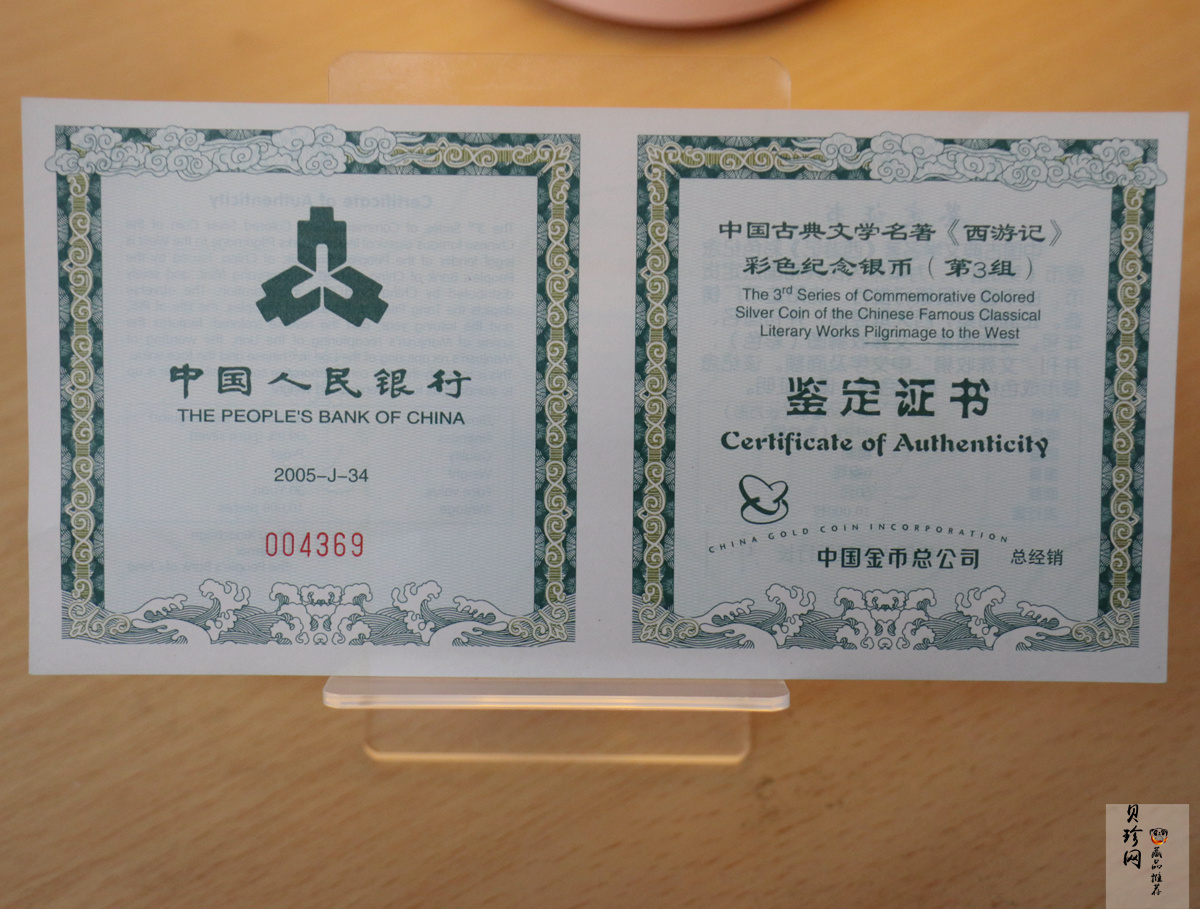 中国人民银行
THE PEOPLE'S BANK OF CHINA
2005-J-34
004369
中国古典文学名著《西游记》
彩色纪念银币（第3组）
The 3rd Series of Commemorative Colored
Silver Coin of the Chinese Famous Classical
Literary Works Pilgrimage to the West
鉴定证书
Certificate of Authenticity
CHINA GOLD COIN INCORPORATION
中国金币总公司 总经销
贝珍网
藏品推荐